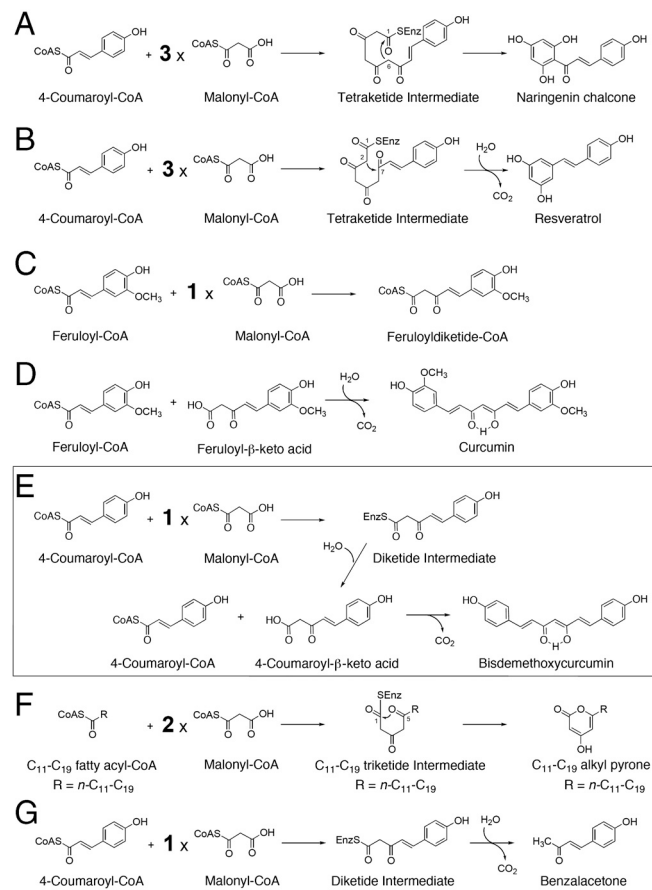 A
CoAS O OH + 3 x CoAS O O OH SEnz O 1 O O 6 O OH HO OH OH O OH
4-Coumaroyl-CoA Malonyl-CoA Tetraketide Intermediate Naringenin chalcone
B
CoAS O OH + 3 x CoAS O O OH O 1 SEnz O 2 O 7 O OH H2O CO2 HO HO OH
4-Coumaroyl-CoA Malonyl-CoA Tetraketide Intermediate Resveratrol
C
CoAS O OH OCH3 + 1 x CoAS O O OH CoAS O O OH OCH3
Feruloyl-CoA Malonyl-CoA Feruloyldiketide-CoA
D
CoAS O OH OCH3 + HO O O OH OCH3 H2O CO2 OCH3 HO O H O OH OCH3
Feruloyl-CoA Feruloyl-β-keto acid Curcumin
E
CoAS O OH + 1 x CoAS O O OH EnzS O O OH
4-Coumaroyl-CoA Malonyl-CoA Diketide Intermediate
H2O
CoAS O OH + HO O O OH CO2 HO O H O OH
4-Coumaroyl-CoA 4-Coumaroyl-β-keto acid Bisdemethoxycurcumin
F
CoAS R O + 2 x CoAS O O OH SEnz O 1 O 5 R O O O R OH
C11-C19 fatty acyl-CoA Malonyl-CoA C11-C19 triketide Intermediate C11-C19 alkyl pyrone
R = n-C11-C19 R = n-C11-C19 R = n-C11-C19
G
CoAS O OH + 1 x CoAS O O OH EnzS O O OH H2O CO2 H3C O OH
4-Coumaroyl-CoA Malonyl-CoA Diketide Intermediate Benzalacetone